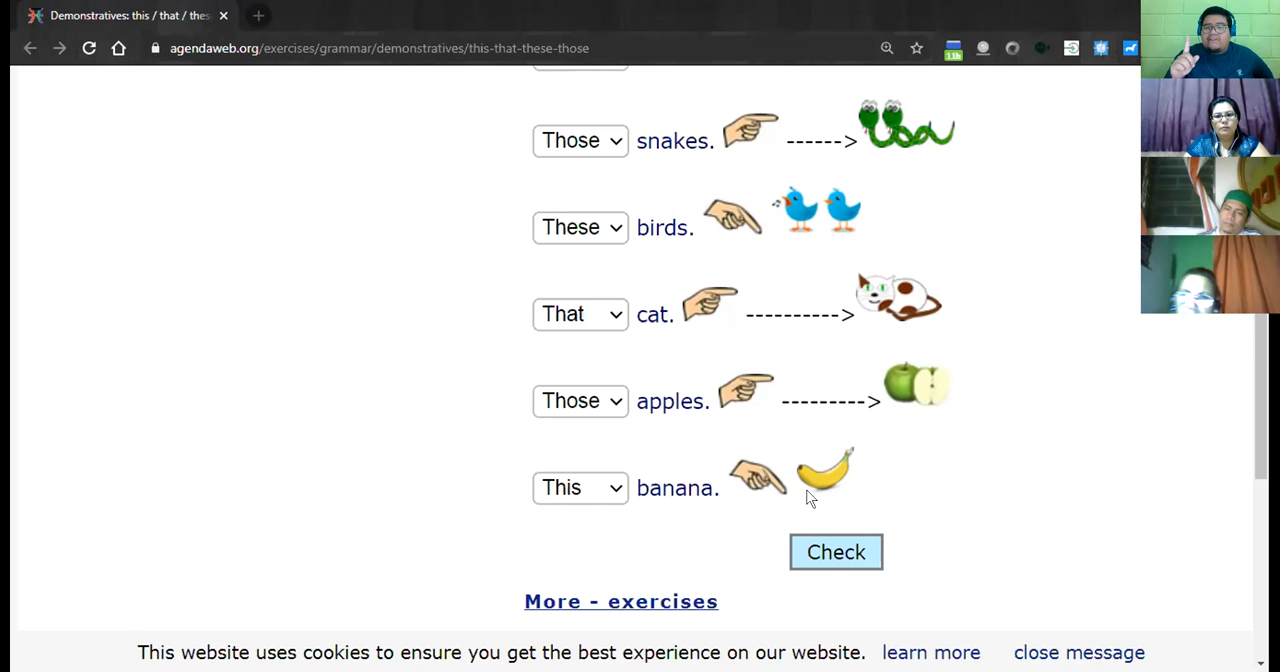 Demonstratives: this / that / thes
agendaweb.org/exercises/grammar/demonstratives/this-that-these-those
Those snakes. ------>
These birds.
That cat. ---------->
Those apples. --------->
This banana.
Check
More - exercises
This website uses cookies to ensure you get the best experience on our website. learn more close message